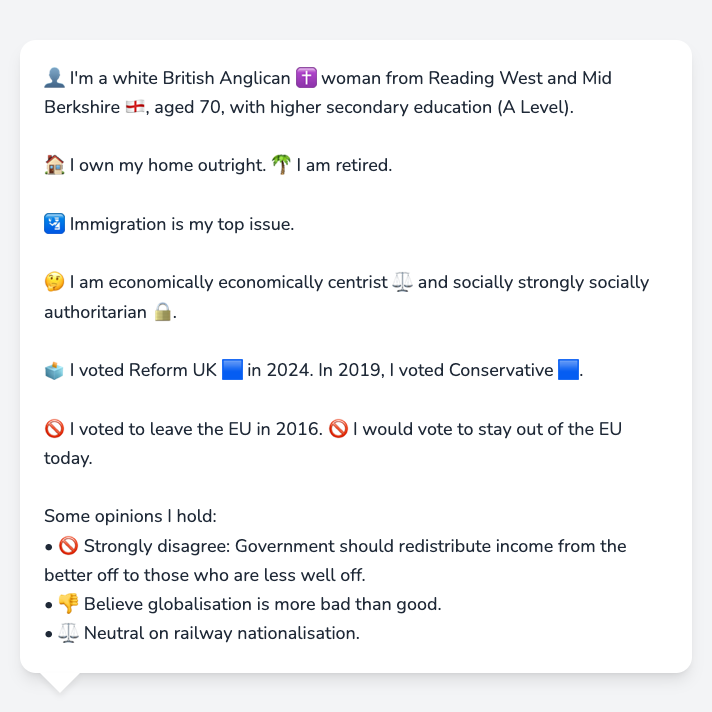 👤 I'm a white British Anglican ✝️ woman from Reading West and Mid
Berkshire 🏴󠁧󠁢󠁥󠁮󠁧󠁿, aged 70, with higher secondary education (A Level).
🏠 I own my home outright. 🌴 I am retired.
🛂 Immigration is my top issue.
🤔 I am economically economically centrist ⚖️ and socially strongly socially
authoritarian 🔒.
🗳️ I voted Reform UK 🟦 in 2024. In 2019, I voted Conservative 🟦.
🚫 I voted to leave the EU in 2016. 🚫 I would vote to stay out of the EU
today.
Some opinions I hold:
• 🚫 Strongly disagree: Government should redistribute income from the
better off to those who are less well off.
• 👎 Believe globalisation is more bad than good.
• ⚖️ Neutral on railway nationalisation.